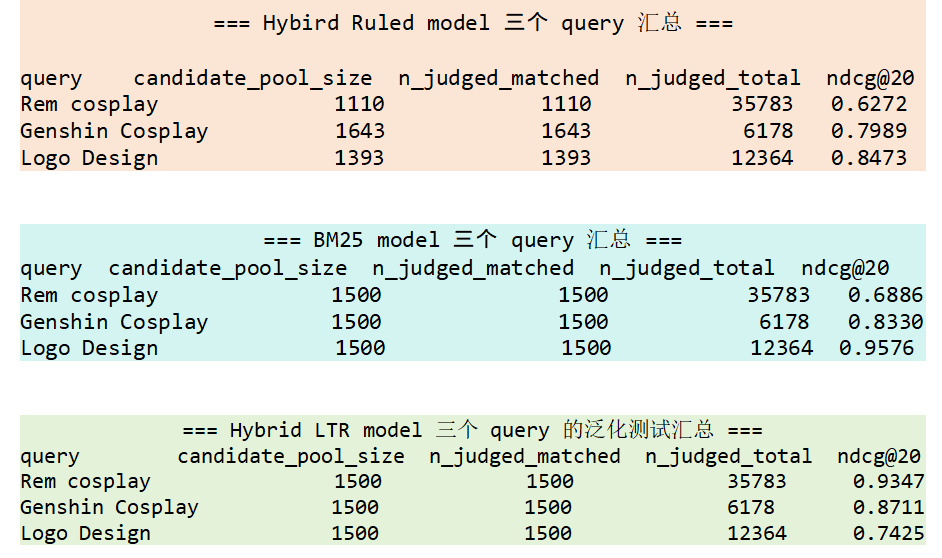 === Hybird Ruled model 三个 query 汇总 ===
query candidate_pool_size n_judged_matched n_judged_total ndcg@20
Rem cosplay 1110 1110 35783 0.6272
Genshin Cosplay 1643 1643 6178 0.7989
Logo Design 1393 1393 12364 0.8473
=== BM25 model 三个 query 汇总 ===
query candidate_pool_size n_judged_matched n_judged_total ndcg@20
Rem cosplay 1500 1500 35783 0.6886
Genshin Cosplay 1500 1500 6178 0.8330
Logo Design 1500 1500 12364 0.9576
=== Hybrid LTR model 三个 query 的泛化测试汇总 ===
query candidate_pool_size n_judged_matched n_judged_total ndcg@20
Rem cosplay 1500 1500 35783 0.9347
Genshin Cosplay 1500 1500 6178 0.8711
Logo Design 1500 1500 12364 0.7425